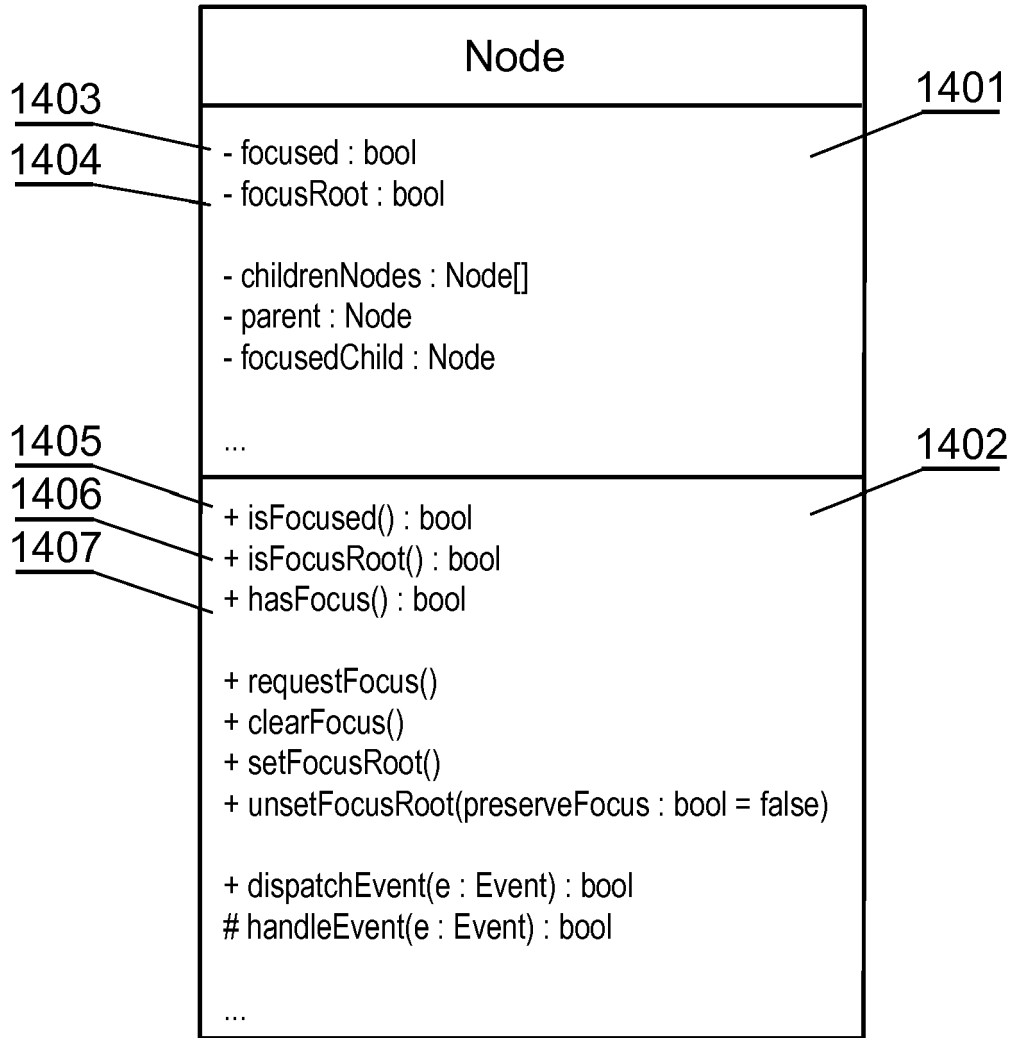 Node
1403
1401
1404
- focused : bool
- focusRoot : bool
- childrenNodes : Node[]
- parent : Node
- focusedChild : Node
...
1405
1402
1406
1407
+ isFocused() : bool
+ isFocusRoot() : bool
+ hasFocus() : bool
+ requestFocus()
+ clearFocus()
+ setFocusRoot()
+ unsetFocusRoot(preserveFocus : bool = false)
+ dispatchEvent(e : Event) : bool
# handleEvent(e : Event) : bool
...